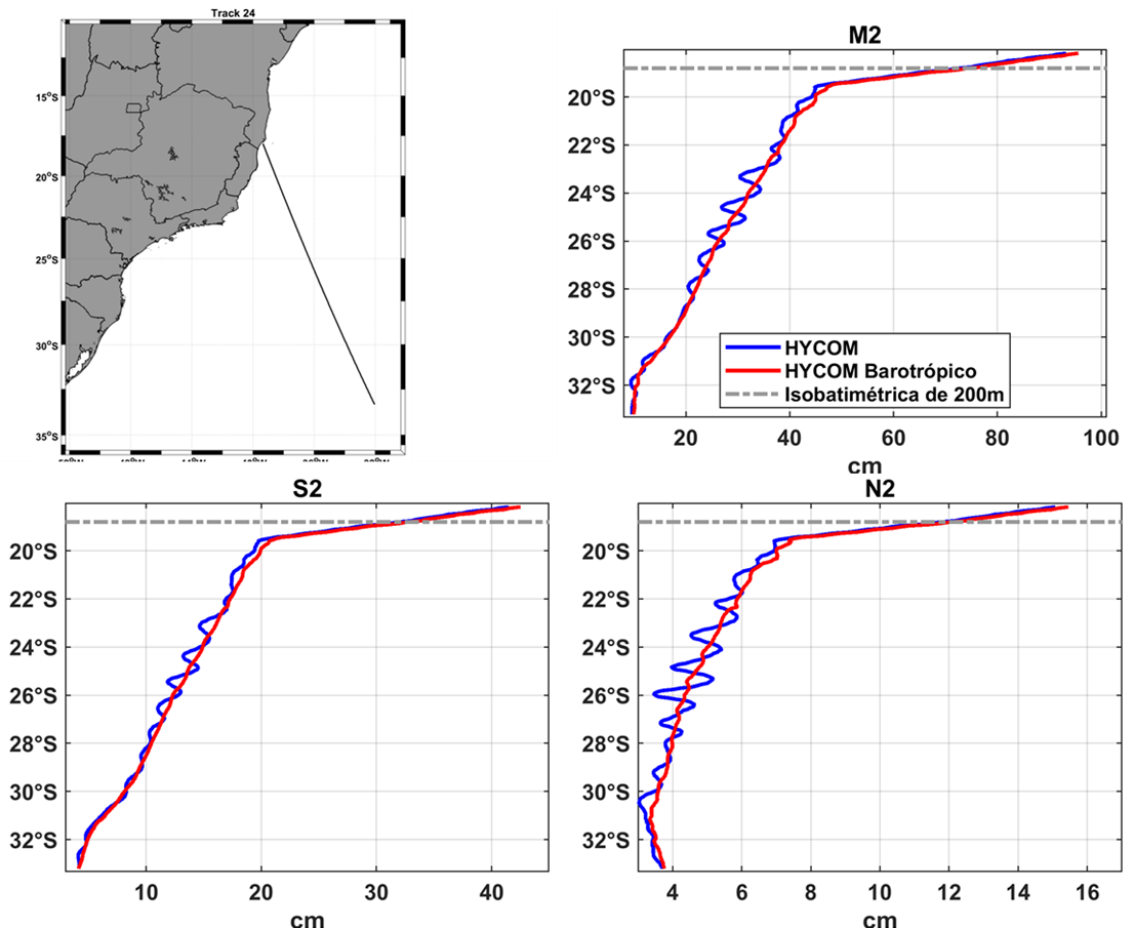 Track 24
15°S
20°S
25°S
30°S
35°S
M2
20°S
22°S
24°S
26°S
28°S
30°S
32°S
20 40 60 80 100
cm
HYCOM
HYCOM Barotrópico
Isobatimétrica de 200m
S2
20°S
22°S
24°S
26°S
28°S
30°S
32°S
10 20 30 40
cm
N2
20°S
22°S
24°S
26°S
28°S
30°S
32°S
4 6 8 10 12 14 16
cm